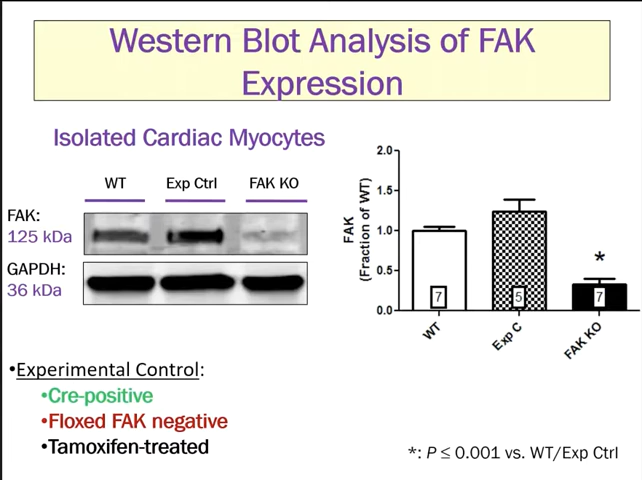 Western Blot Analysis of FAK
Expression
Isolated Cardiac Myocytes
WT Exp Ctrl FAK KO
FAK:
125 kDa
GAPDH:
36 kDa
FAK
(Fraction of WT)
2.0
1.5
1.0
0.5
0.0
*
7 5 7
WT Exp C FAK KO
•Experimental Control:
•Cre-positive
•Floxed FAK negative
•Tamoxifen-treated
*: P ≤ 0.001 vs. WT/Exp Ctrl